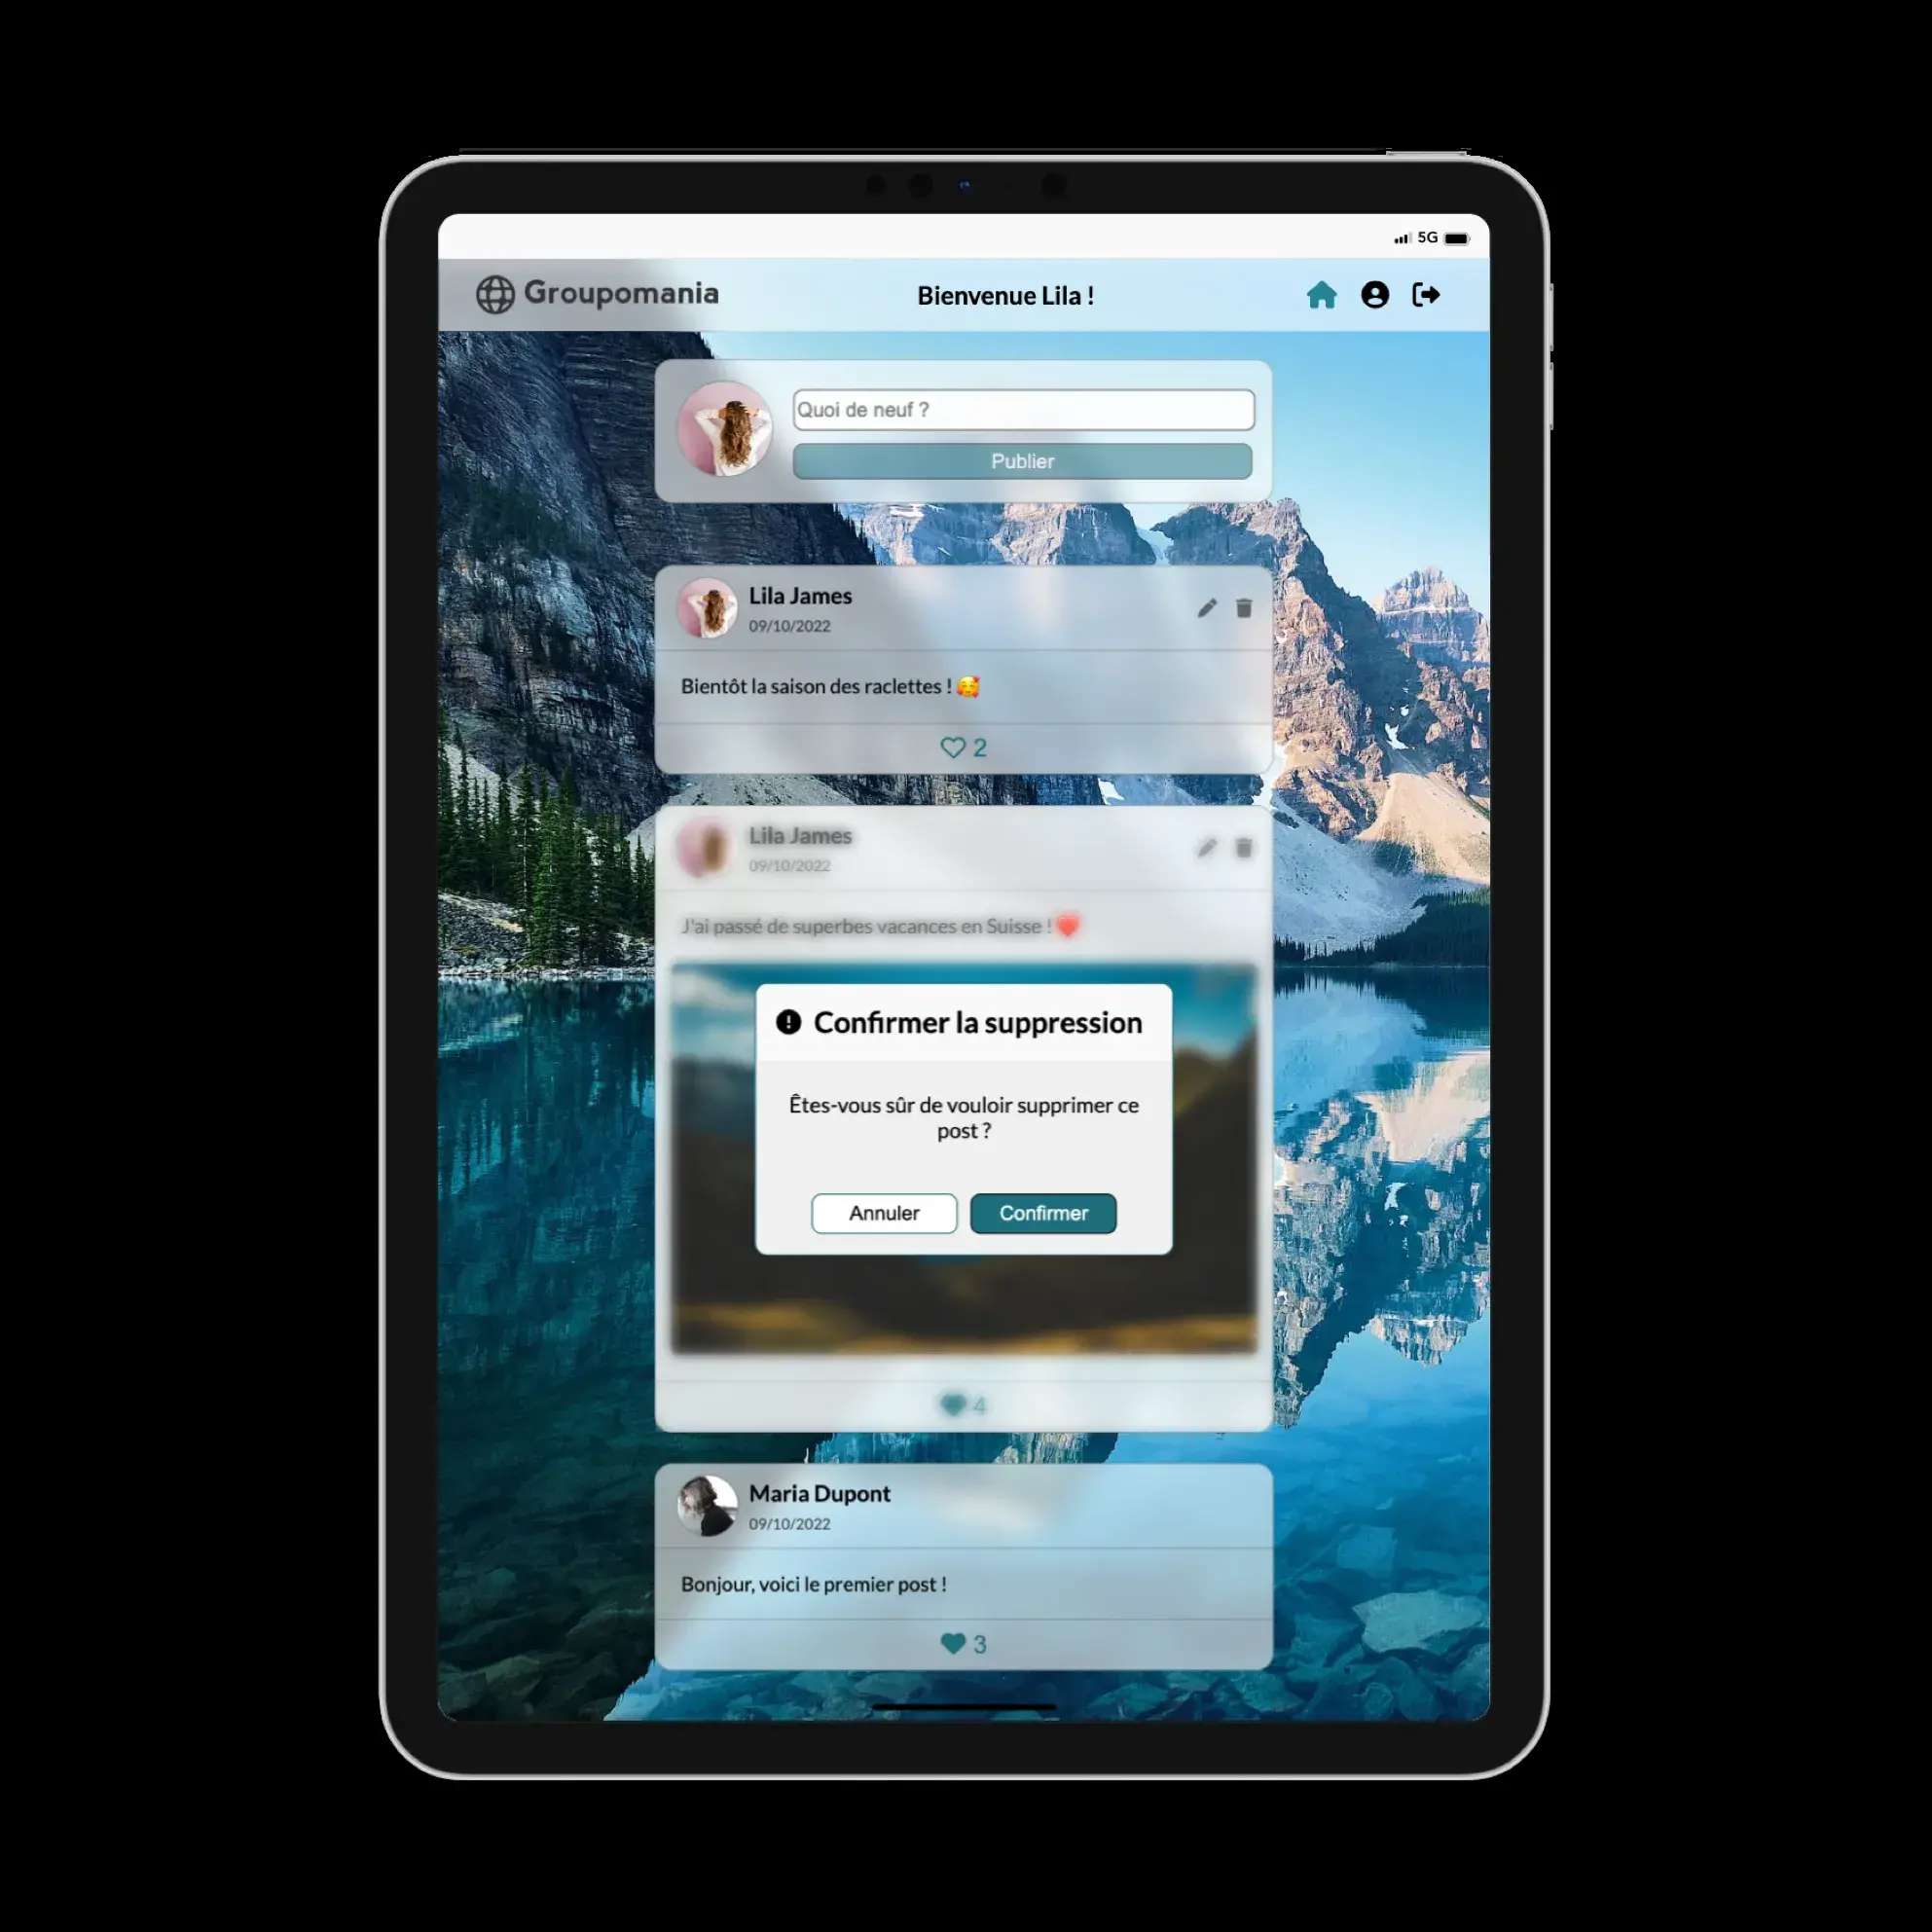 5G
Groupomania
Bienvenue Lila !
Quoi de neuf ?
Publier
Lila James
09/10/2022
Bientôt la saison des raclettes ! 🥰
2
Lila James
09/10/2022
J'ai passé de superbes vacances en Suisse ! ❤️
Confirmer la suppression
Êtes-vous sûr de vouloir supprimer ce
post ?
Annuler
Confirmer
4
Maria Dupont
09/10/2022
Bonjour, voici le premier post !
3